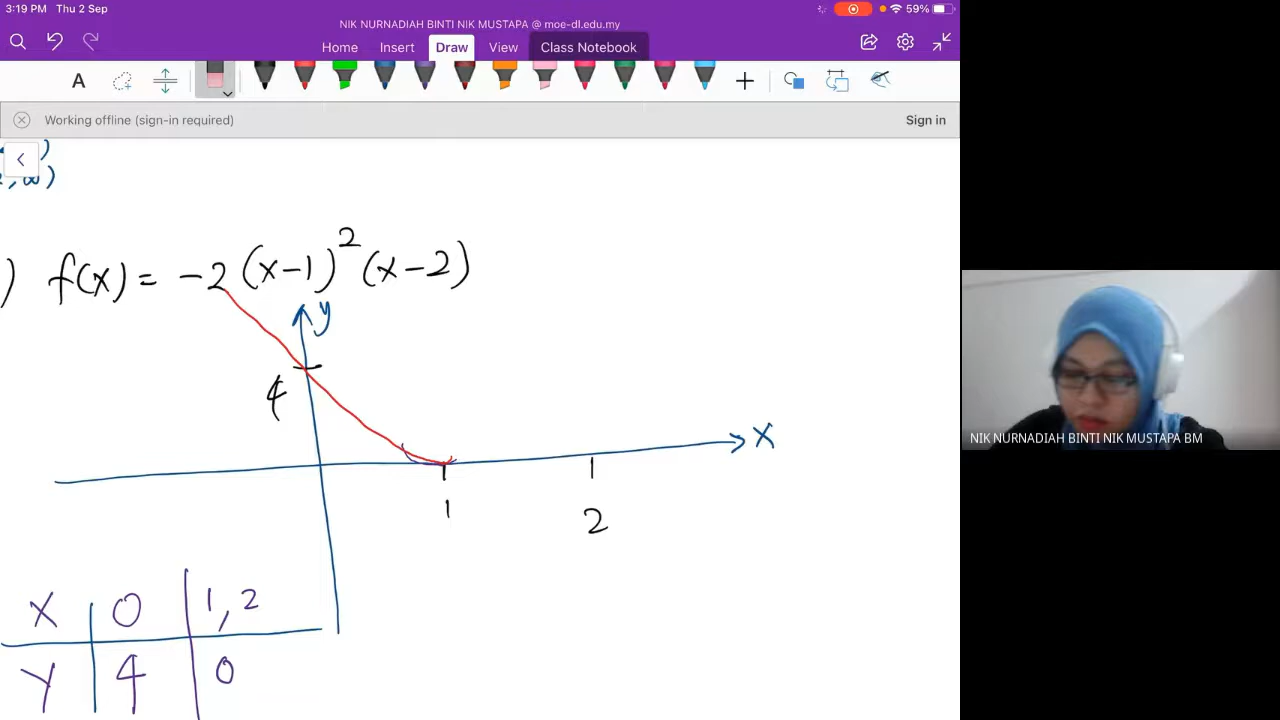 3:19 PM Thu 2 Sep
59%
NIK NURNADIAH BINTI NIK MUSTAPA @ moe-dl.edu.my
Home Insert Draw View Class Notebook
A
Working offline (sign-in required) Sign in
, ∞)
) f(x) = -2 (x-1)² (x-2)
y
4
x
1 2
X 0 1, 2
Y 4 0
NIK NURNADIAH BINTI NIK MUSTAPA BM